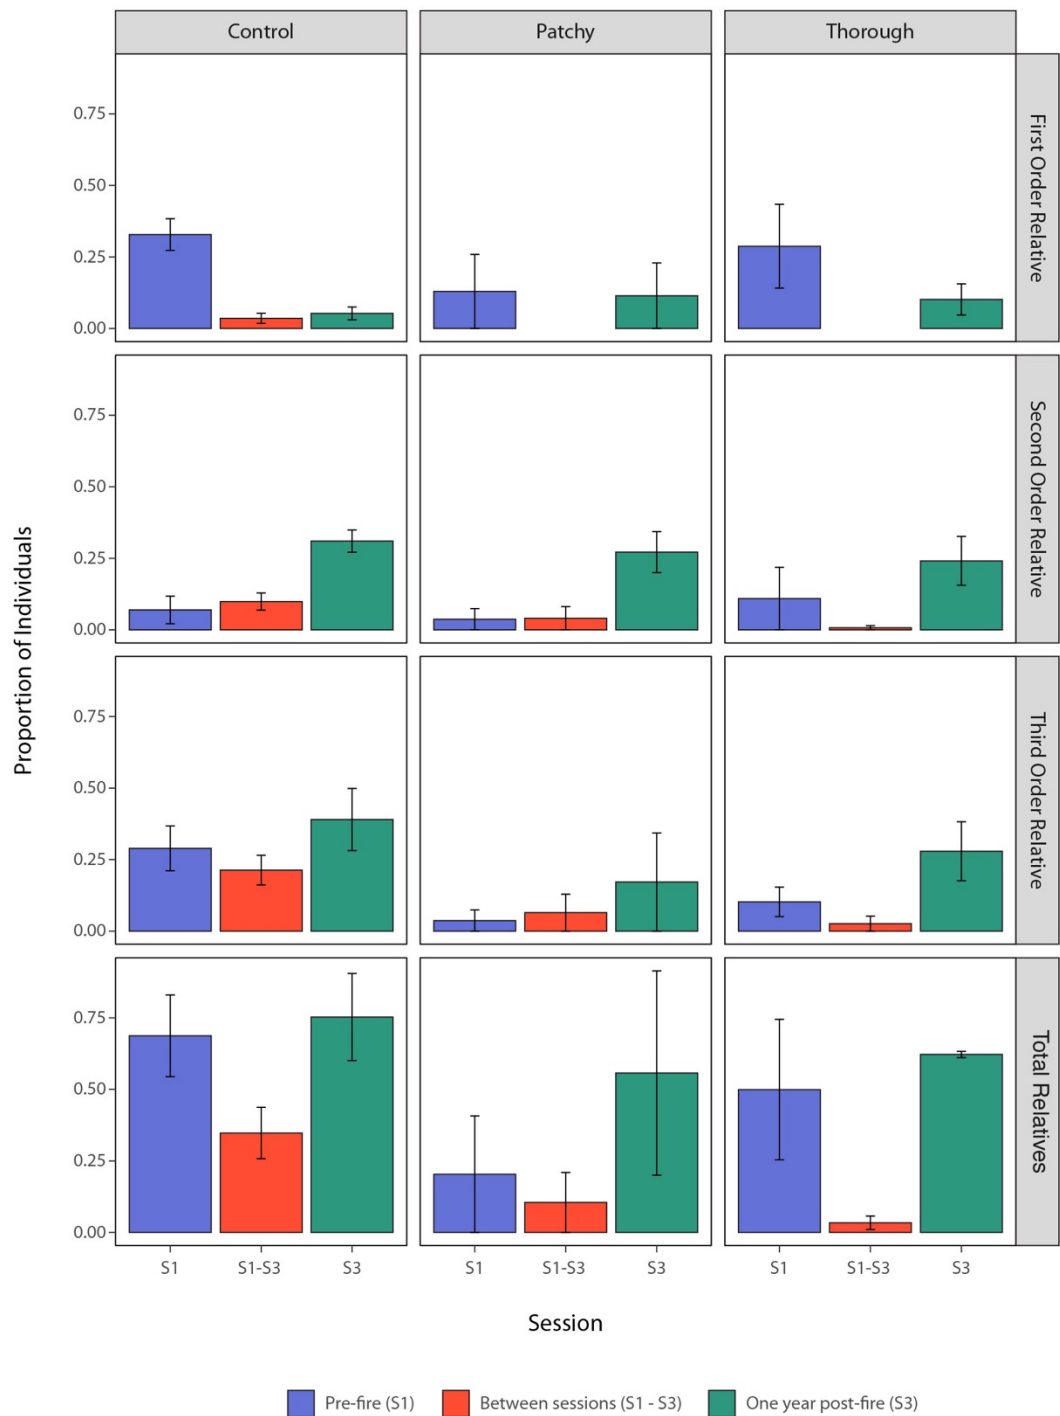 Control Patchy Thorough
First Order Relative
0.75
0.50
0.25
0.00
Second Order Relative
0.75
0.50
0.25
0.00
Third Order Relative
0.75
0.50
0.25
0.00
Total Relatives
0.75
0.50
0.25
0.00
Proportion of Individuals
S1 S1-S3 S3 S1 S1-S3 S3 S1 S1-S3 S3
Session
Pre-fire (S1) Between sessions (S1 - S3) One year post-fire (S3)